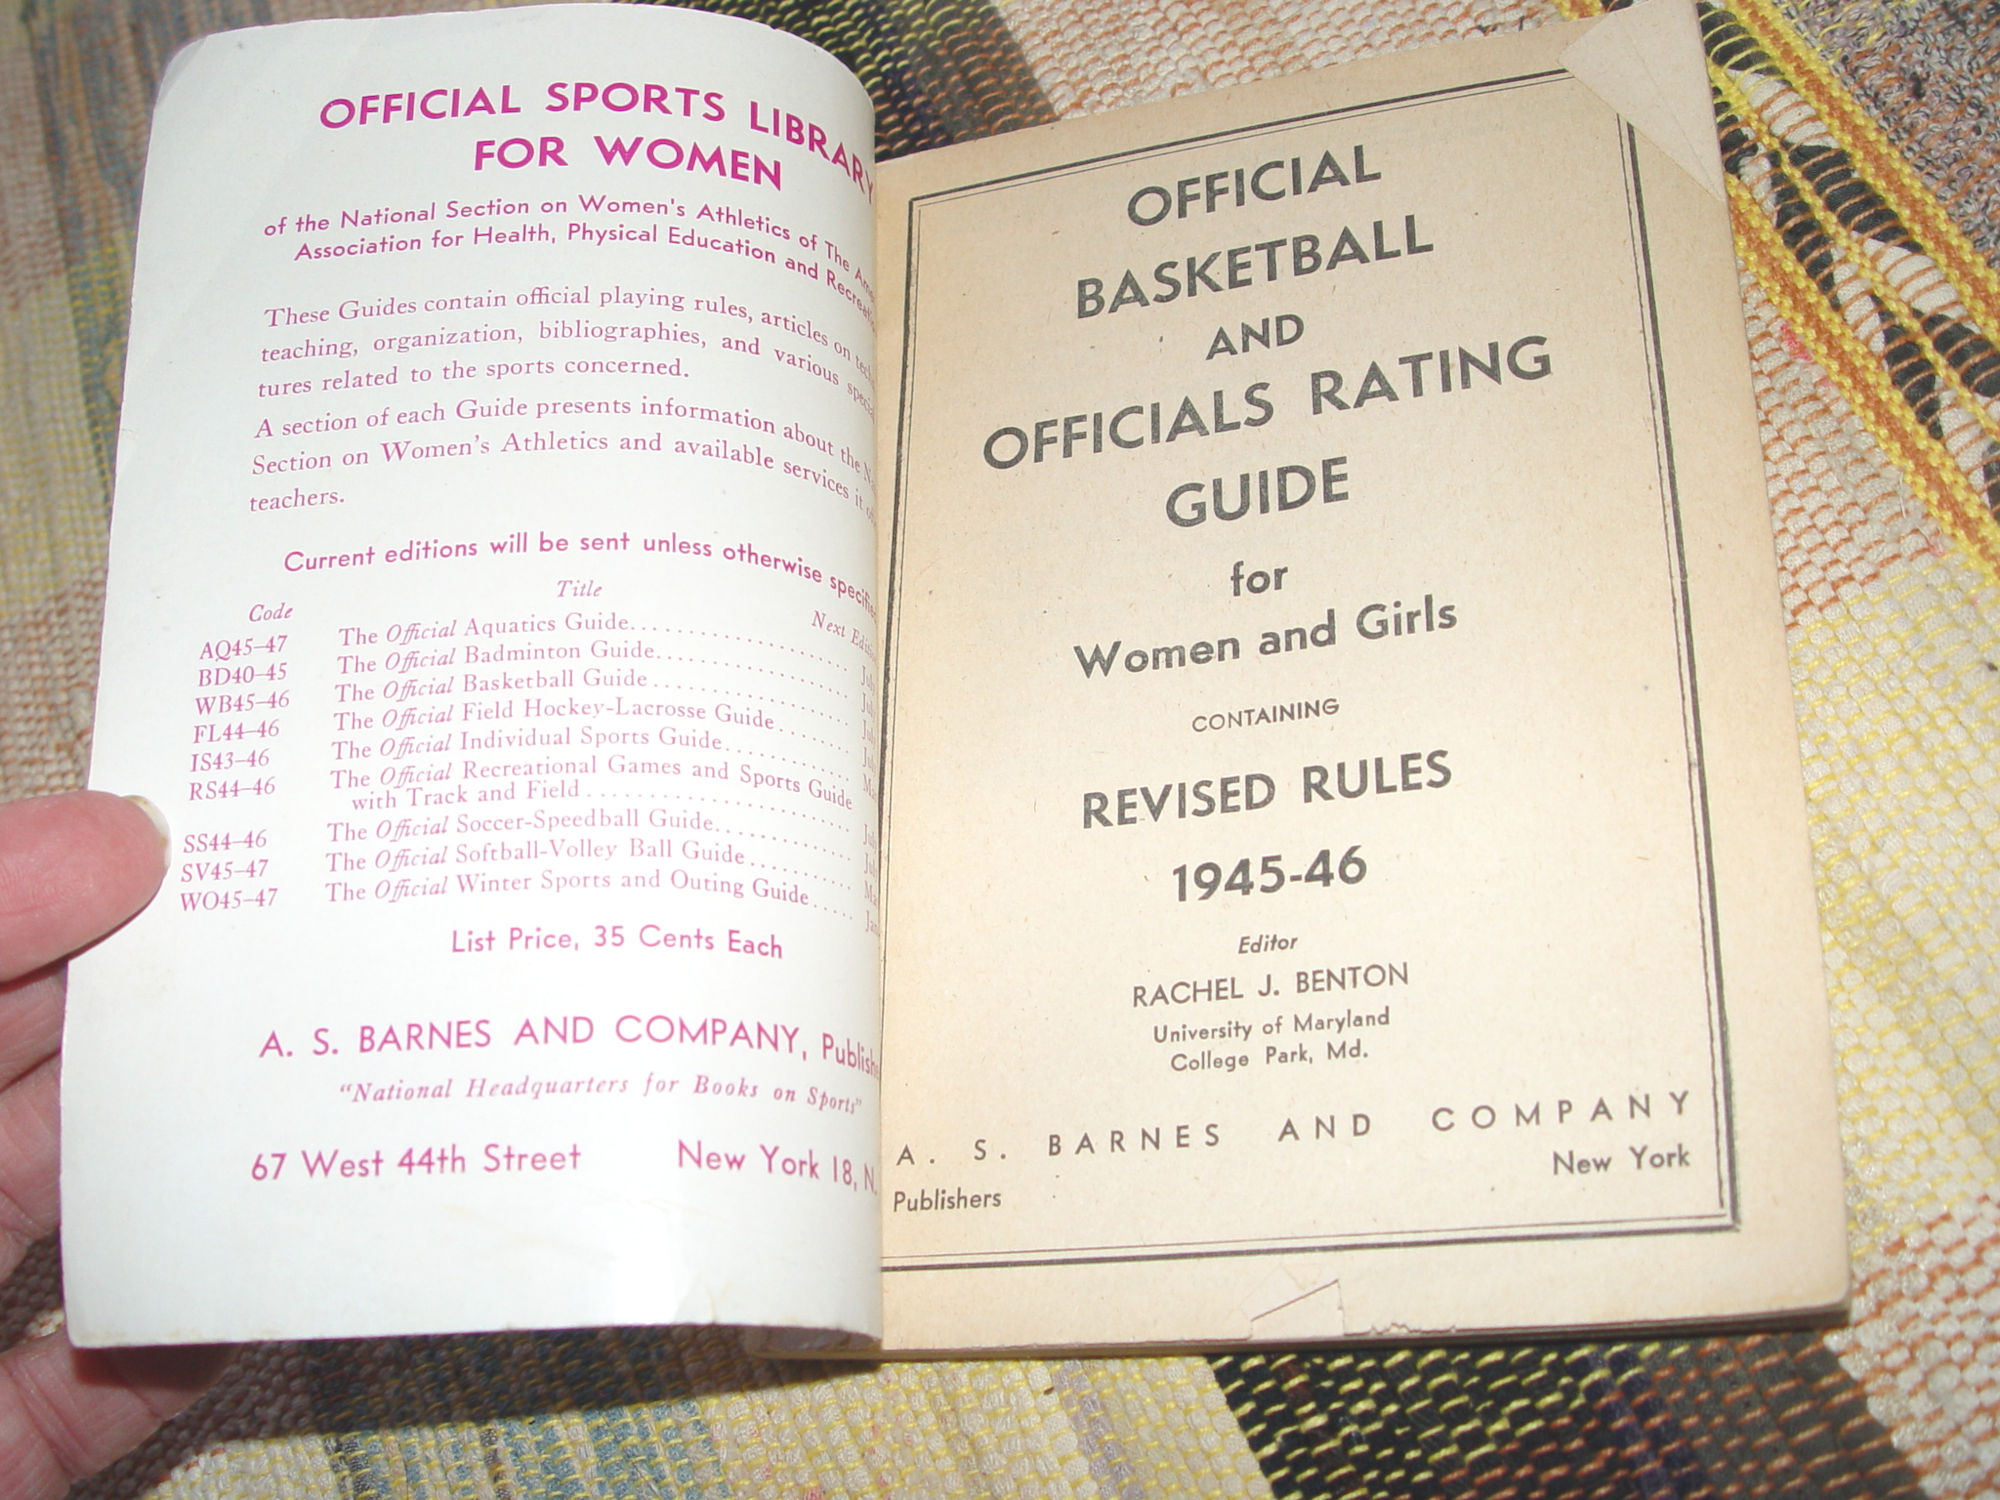 OFFICIAL SPORTS LIBRARY
FOR WOMEN
of the National Section on Women's Athletics of The
Association for Health, Physical Education and
These Guides contain official playing rules, articles on
teaching, organization, bibliographies, and various
tures related to the sports concerned.
A section of each Guide presents information about the
Section on Women's Athletics and available services it
teachers.
Current editions will be sent unless otherwise
Code Title Next
AQ45–47 The Official Aquatics Guide
BD40–45 The Official Badminton Guide
WB45–46 The Official Basketball Guide
FL44–46 The Official Field Hockey-Lacrosse Guide
IS43–46 The Official Individual Sports Guide
RS44–46 The Official Recreational Games and Sports Guide
with Track and Field
SS44–46 The Official Soccer-Speedball Guide
SV45–47 The Official Softball-Volley Ball Guide
WO45–47 The Official Winter Sports and Outing Guide
List Price, 35 Cents Each
A. S. BARNES AND COMPANY,
"National Headquarters for Books on Sports"
67 West 44th Street New York 18, N.
OFFICIAL
BASKETBALL
AND
OFFICIALS RATING
GUIDE
for
Women and Girls
CONTAINING
REVISED RULES
1945-46
Editor
RACHEL J. BENTON
University of Maryland
College Park, Md.
A. S. BARNES AND COMPANY
Publishers New York